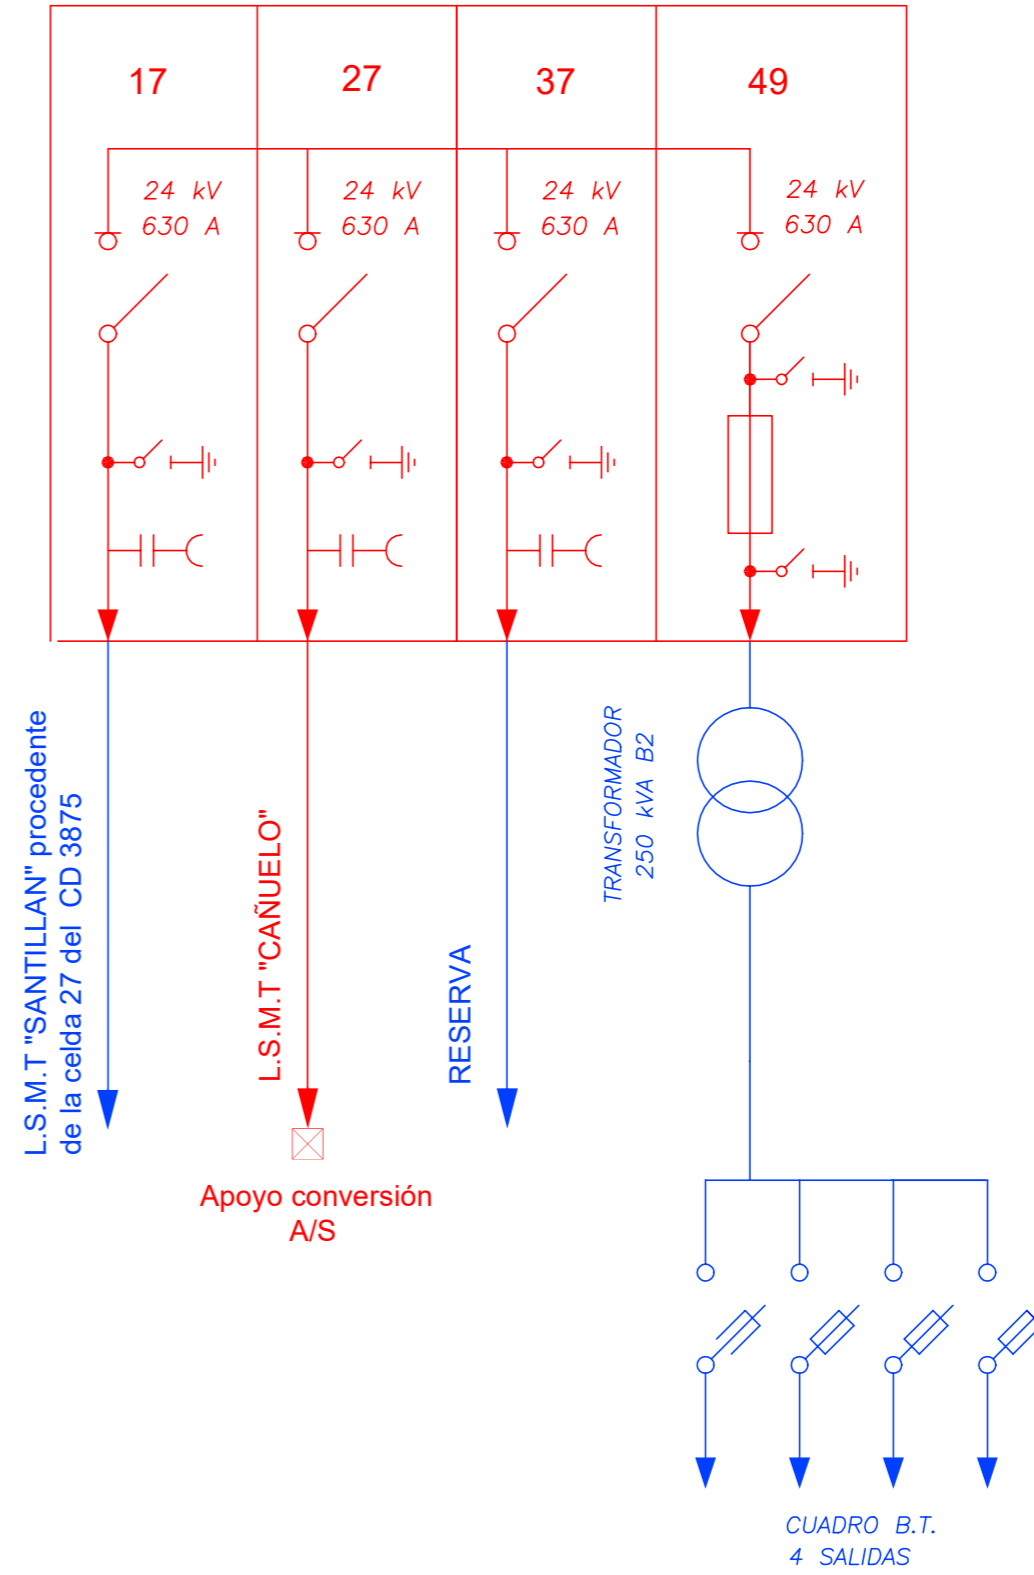 17
27
37
49
24 kV
630 A
24 kV
630 A
24 kV
630 A
24 kV
630 A
L.S.M.T "SANTILLAN" procedente
de la celda 27 del CD 3875
L.S.M.T "CAÑUELO"
RESERVA
TRANSFORMADOR
250 kVA B2
Apoyo conversión
A/S
CUADRO B.T.
4 SALIDAS